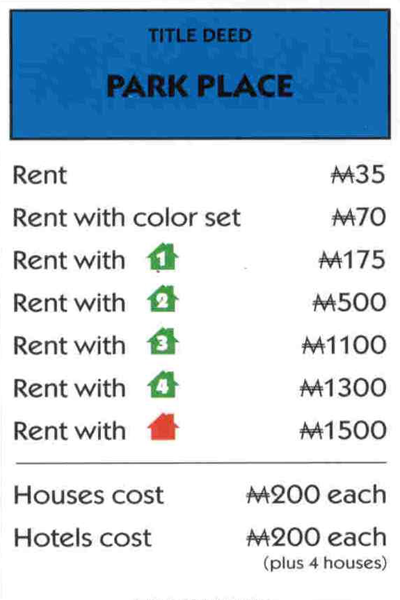 TITLE DEED
PARK PLACE
Rent ₩35
Rent with color set ₩70
Rent with 1 ₩175
Rent with 2 ₩500
Rent with 3 ₩1100
Rent with 4 ₩1300
Rent with ₩1500
Houses cost ₩200 each
Hotels cost ₩200 each
(plus 4 houses)